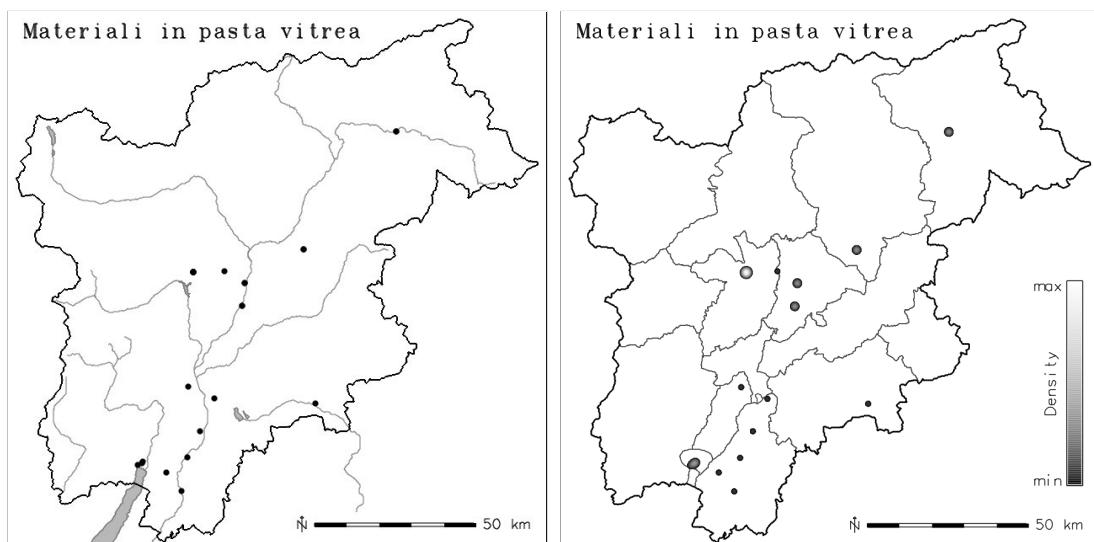 Materiali in pasta vitrea
N
50 km
Materiali in pasta vitrea
max
Density
min
N
50 km